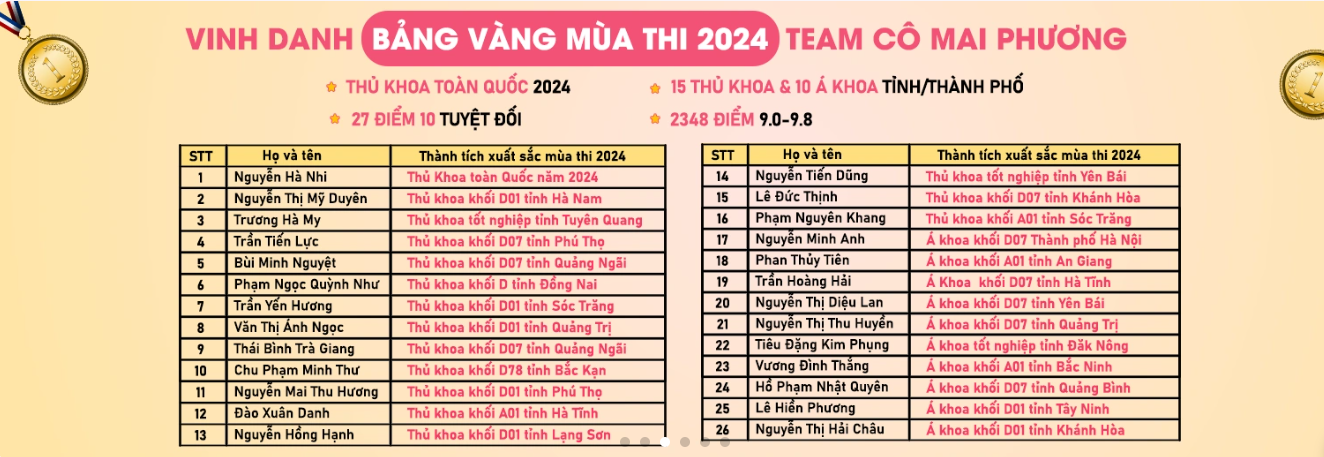 VINH DANH BẢNG VÀNG MÙA THI 2024 TEAM CÔ MAI PHƯƠNG
THỦ KHOA TOÀN QUỐC 2024
15 THỦ KHOA & 10 Á KHOA TỈNH/THÀNH PHỐ
27 ĐIỂM 10 TUYỆT ĐỐI
2348 ĐIỂM 9.0-9.8
STT Họ và tên Thành tích xuất sắc mùa thi 2024
1 Nguyễn Hà Nhi Thủ Khoa toàn Quốc năm 2024
2 Nguyễn Thị Mỹ Duyên Thủ khoa khối D01 tỉnh Hà Nam
3 Trương Hà My Thủ khoa tốt nghiệp tỉnh Tuyên Quang
4 Trần Tiến Lực Thủ khoa khối D07 tỉnh Phú Thọ
5 Bùi Minh Nguyệt Thủ khoa khối D07 tỉnh Quảng Ngãi
6 Phạm Ngọc Quỳnh Như Thủ khoa khối D tỉnh Đồng Nai
7 Trần Yến Hương Thủ khoa khối D01 tỉnh Sóc Trăng
8 Văn Thị Ánh Ngọc Thủ khoa khối D01 tỉnh Quảng Trị
9 Thái Bình Trà Giang Thủ khoa khối D07 tỉnh Quảng Ngãi
10 Chu Phạm Minh Thư Thủ khoa khối D78 tỉnh Bắc Kạn
11 Nguyễn Mai Thu Hương Thủ khoa khối D01 tỉnh Phú Thọ
12 Đào Xuân Danh Thủ khoa khối A01 tỉnh Hà Tĩnh
13 Nguyễn Hồng Hạnh Thủ khoa khối D01 tỉnh Lạng Sơn
STT Họ và tên Thành tích xuất sắc mùa thi 2024
14 Nguyễn Tiến Dũng Thủ khoa tốt nghiệp tỉnh Yên Bái
15 Lê Đức Thịnh Thủ khoa khối D07 tỉnh Khánh Hòa
16 Phạm Nguyên Khang Thủ khoa khối A01 tỉnh Sóc Trăng
17 Nguyễn Minh Anh Á khoa khối D07 Thành phố Hà Nội
18 Phan Thủy Tiên Á khoa khối A01 tỉnh An Giang
19 Trần Hoàng Hải Á Khoa khối D07 tỉnh Hà Tĩnh
20 Nguyễn Thị Diệu Lan Á khoa khối D07 tỉnh Yên Bái
21 Nguyễn Thị Thu Huyền Á khoa khối D07 tỉnh Quảng Trị
22 Tiêu Đặng Kim Phụng Á khoa tốt nghiệp tỉnh Đăk Nông
23 Vương Đình Thắng Á khoa khối A01 tỉnh Bắc Ninh
24 Hồ Phạm Nhật Quyên Á khoa khối D07 tỉnh Quảng Bình
25 Lê Hiền Phương Á khoa khối D01 tỉnh Tây Ninh
26 Nguyễn Thị Hải Châu Á khoa khối D01 tỉnh Khánh Hòa
1
1